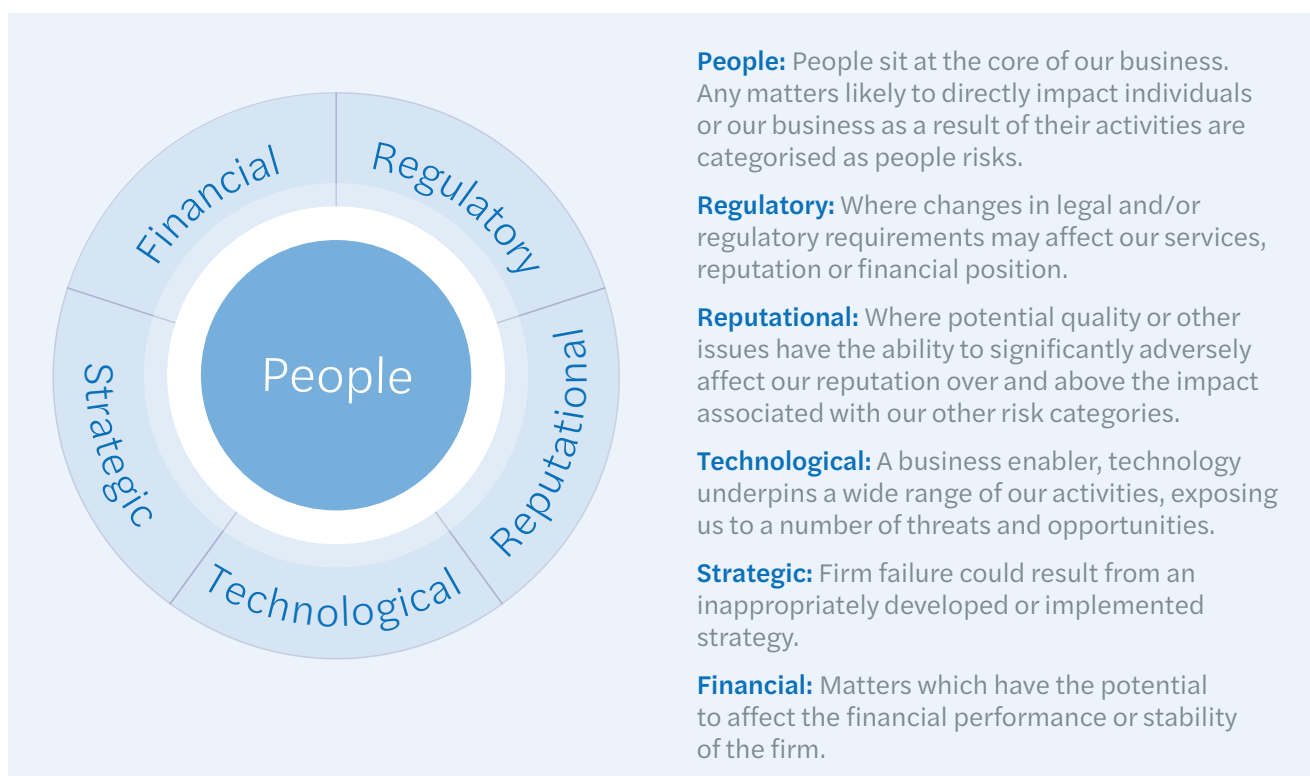 Financial
Regulatory
Strategic
People
Reputational
Technological
People: People sit at the core of our business.
Any matters likely to directly impact individuals
or our business as a result of their activities are
categorised as people risks.
Regulatory: Where changes in legal and/or
regulatory requirements may affect our services,
reputation or financial position.
Reputational: Where potential quality or other
issues have the ability to significantly adversely
affect our reputation over and above the impact
associated with our other risk categories.
Technological: A business enabler, technology
underpins a wide range of our activities, exposing
us to a number of threats and opportunities.
Strategic: Firm failure could result from an
inappropriately developed or implemented
strategy.
Financial: Matters which have the potential
to affect the financial performance or stability
of the firm.